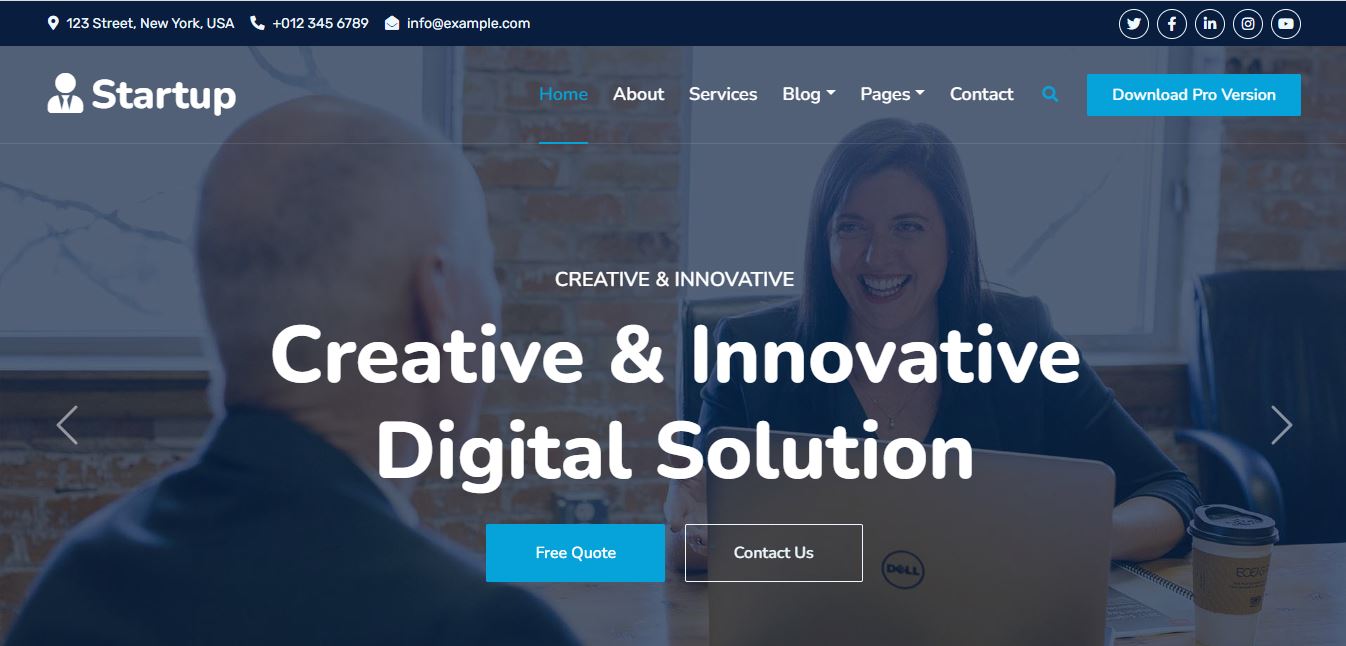 123 Street, New York, USA +012 345 6789 info@example.com
Startup
Home About Services Blog Pages Contact Download Pro Version
CREATIVE & INNOVATIVE
Creative & Innovative
Digital Solution
Free Quote Contact Us
DELL